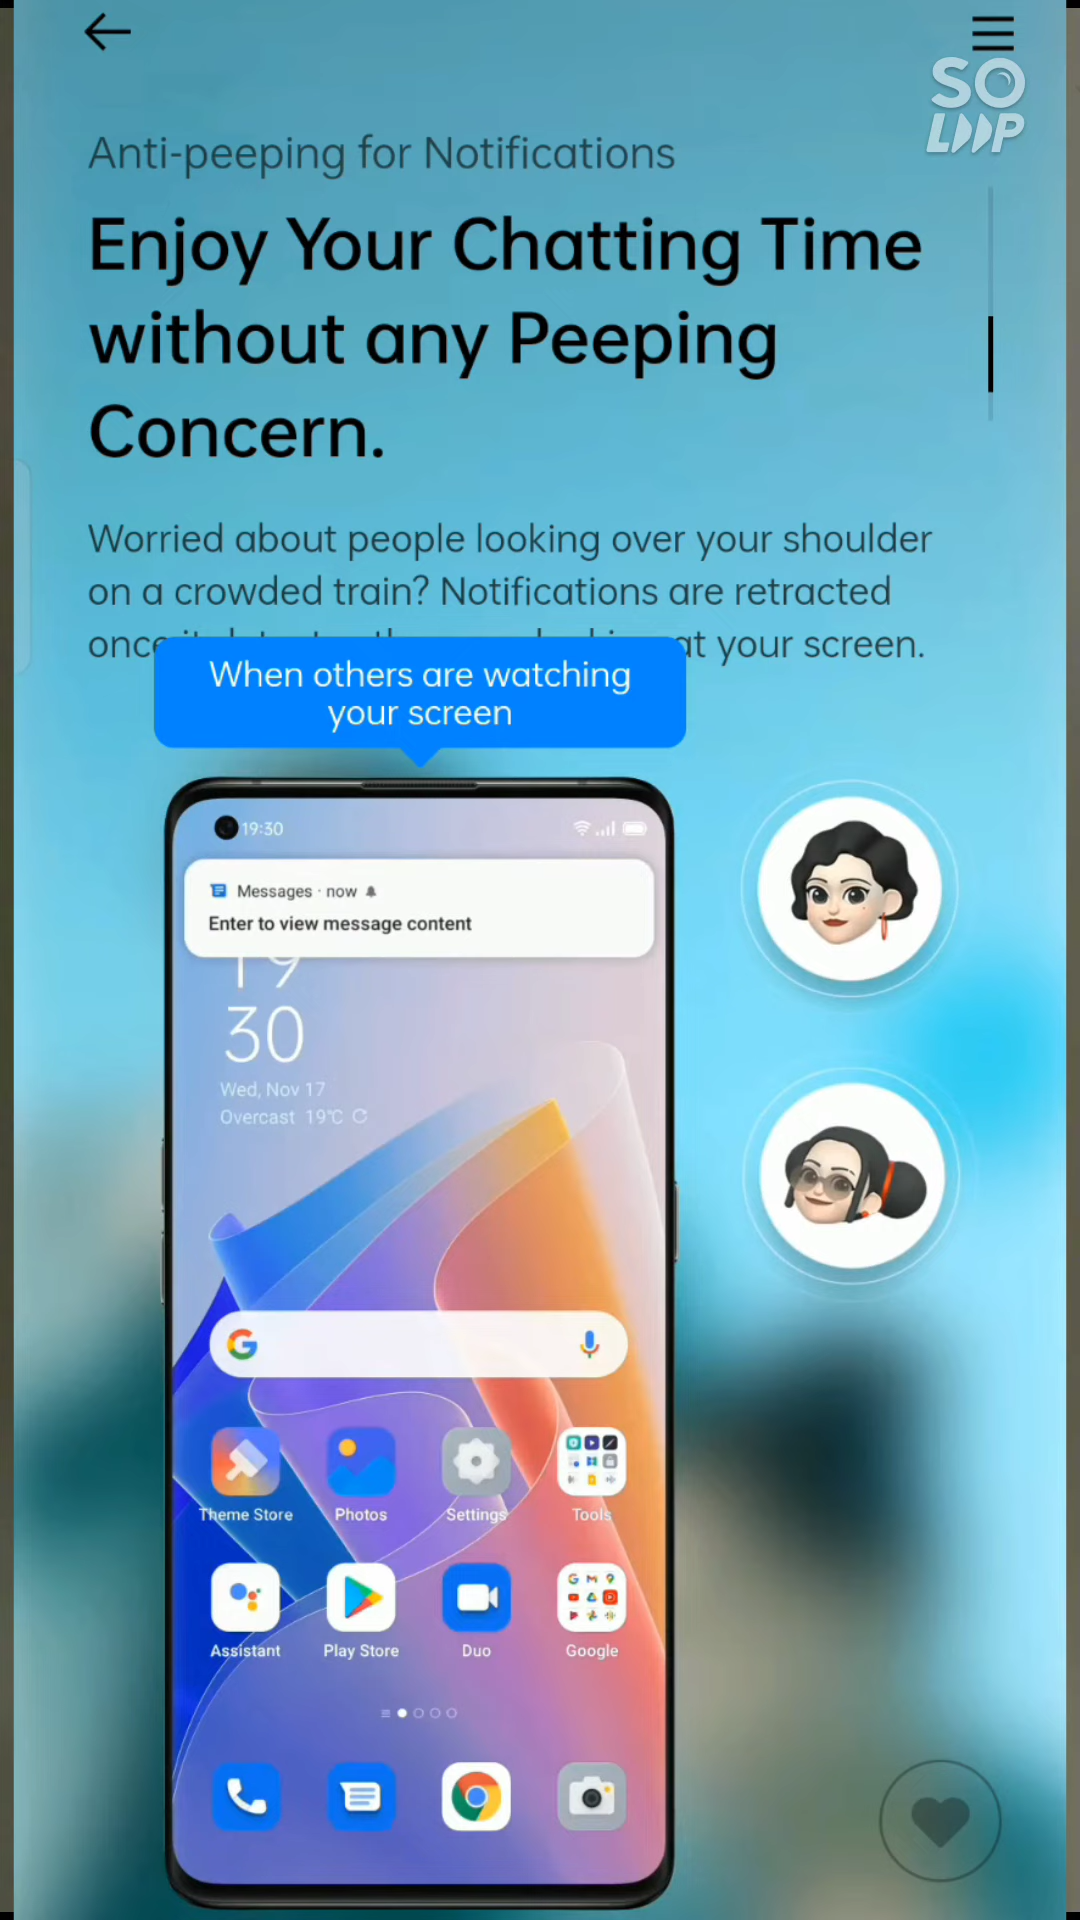 SO
LOOP
Anti-peeping for Notifications
Enjoy Your Chatting Time
without any Peeping
Concern.
Worried about people looking over your shoulder
on a crowded train? Notifications are retracted
once at your screen.
When others are watching
your screen
19:30
Messages · now
Enter to view message content
19
30
Wed, Nov 17
Overcast 19℃
Theme Store Photos Settings Tools
Assistant Play Store Duo Google